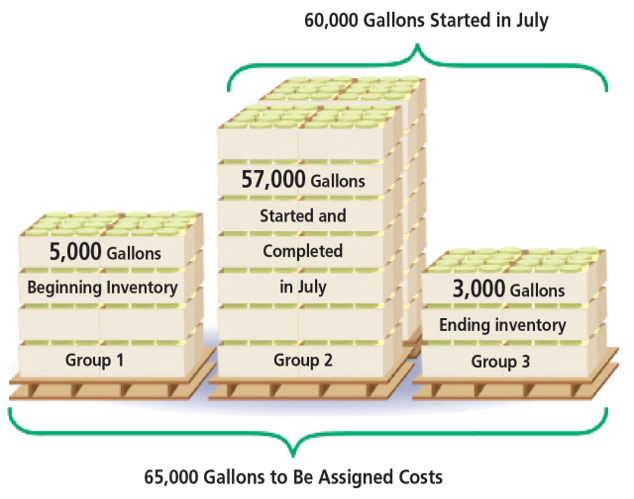 60,000 Gallons Started in July
57,000 Gallons
Started and
Completed
in July
Group 2
5,000 Gallons
Beginning Inventory
Group 1
3,000 Gallons
Ending inventory
Group 3
65,000 Gallons to Be Assigned Costs